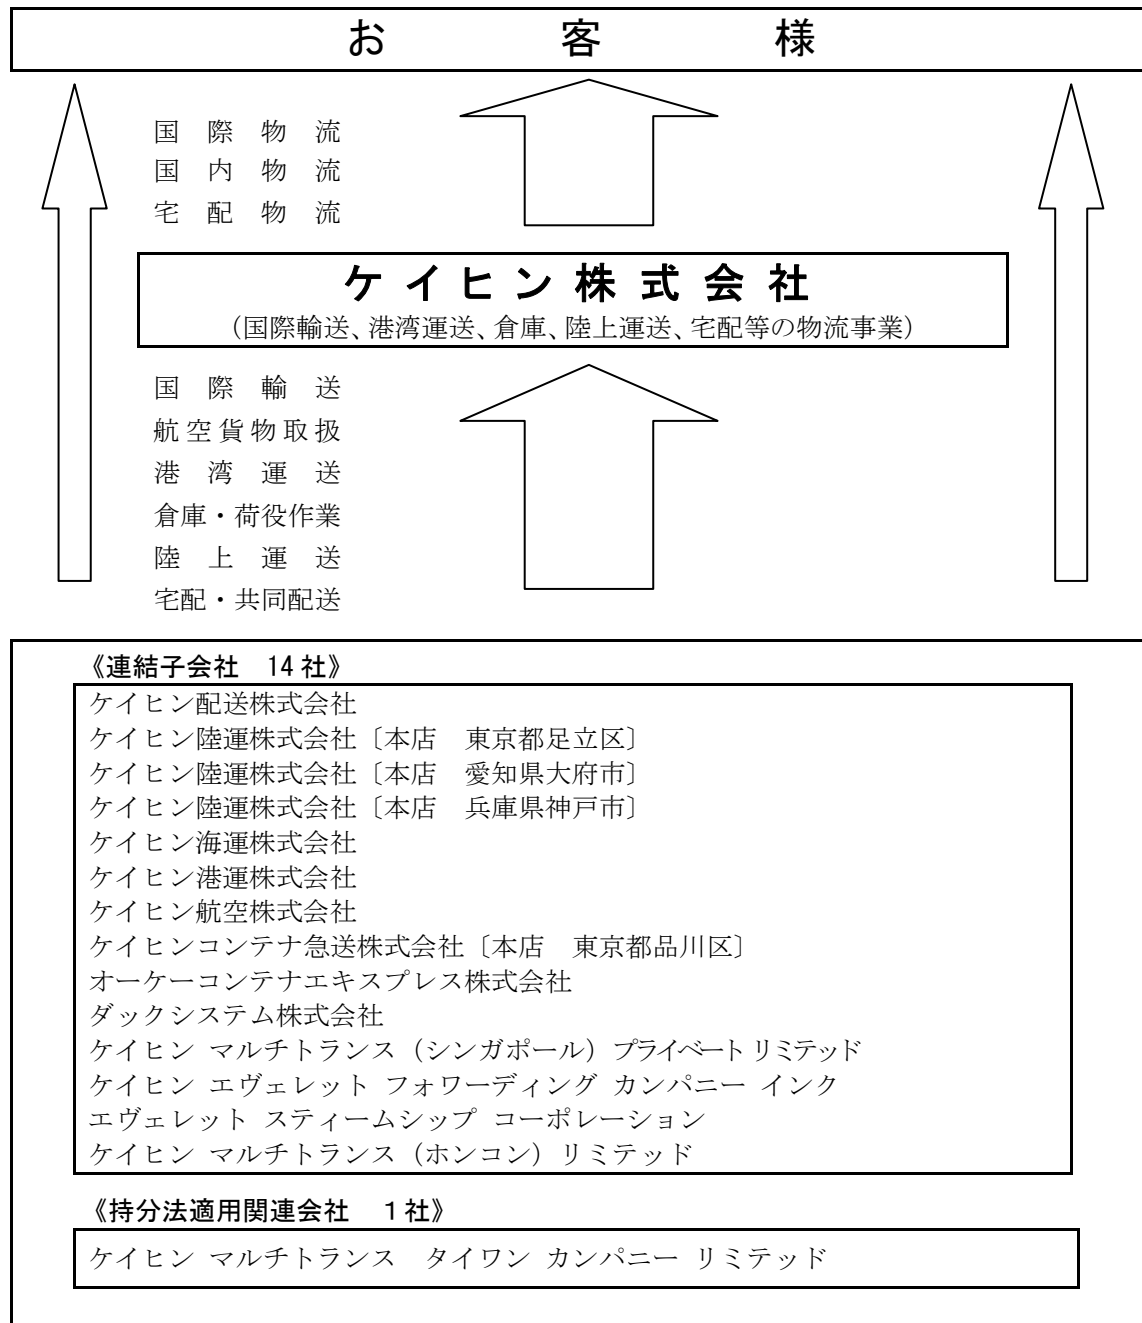 お　客　様
国際物流
国内物流
宅配物流
ケイヒン株式会社
（国際輸送、港湾運送、倉庫、陸上運送、宅配等の物流事業）
国際輸送
航空貨物取扱
港湾運送
倉庫・荷役作業
陸上運送
宅配・共同配送
《連結子会社　14社》
ケイヒン配送株式会社
ケイヒン陸運株式会社〔本店　東京都足立区〕
ケイヒン陸運株式会社〔本店　愛知県大府市〕
ケイヒン陸運株式会社〔本店　兵庫県神戸市〕
ケイヒン海運株式会社
ケイヒン港運株式会社
ケイヒン航空株式会社
ケイヒンコンテナ急送株式会社〔本店　東京都品川区〕
オーケーコンテナエキスプレス株式会社
ダックシステム株式会社
ケイヒン マルチトランス（シンガポール）プライベート リミテッド
ケイヒン エヴェレット フォワーディング カンパニー インク
エヴェレット スティームシップ コーポレーション
ケイヒン マルチトランス（ホンコン）リミテッド
《持分法適用関連会社　１社》
ケイヒン マルチトランス　タイワン カンパニー リミテッド